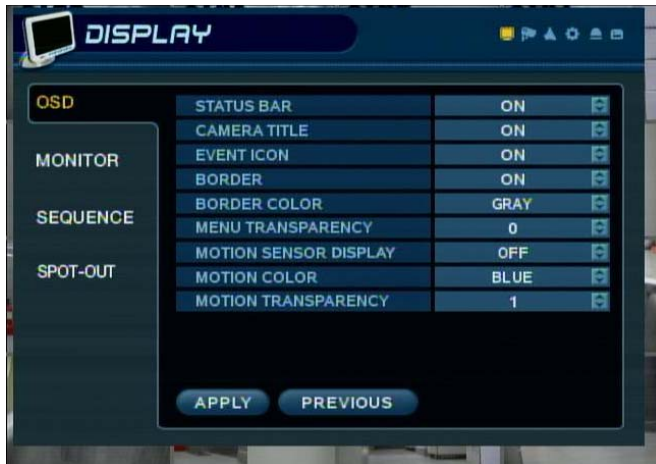 DISPLAY
OSD
MONITOR
SEQUENCE
SPOT-OUT
STATUS BAR ON
CAMERA TITLE ON
EVENT ICON ON
BORDER ON
BORDER COLOR GRAY
MENU TRANSPARENCY 0
MOTION SENSOR DISPLAY OFF
MOTION COLOR BLUE
MOTION TRANSPARENCY 1
APPLY PREVIOUS